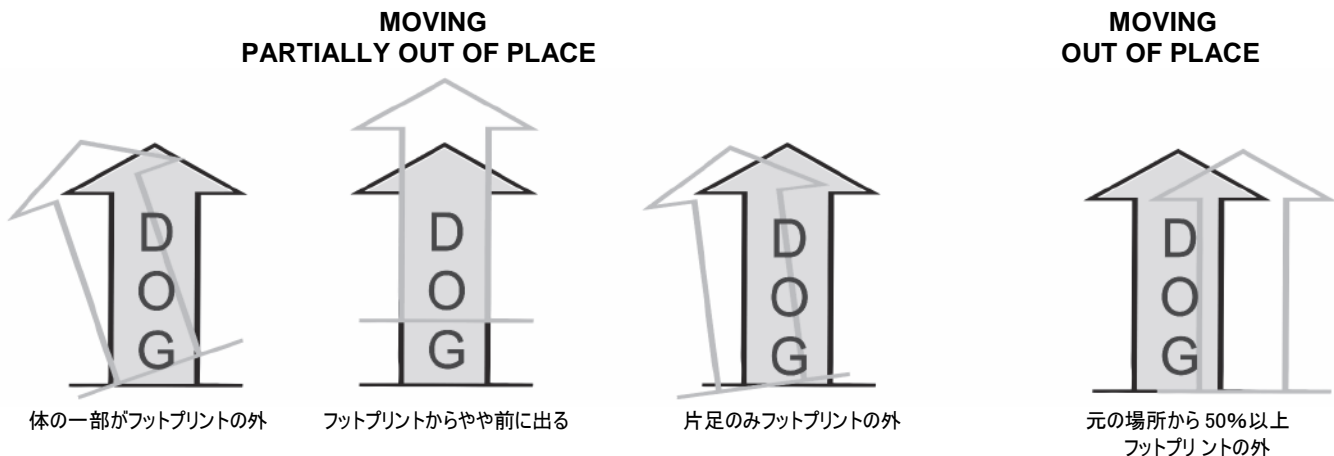 MOVING
PARTIALLY OUT OF PLACE
MOVING
OUT OF PLACE
D
O
G
D
O
G
D
O
G
D
O
G
体の一部がフットプリントの外
フットプリントからやや前に出る
片足のみフットプリントの外
元の場所から 50%以上
フットプリントの外